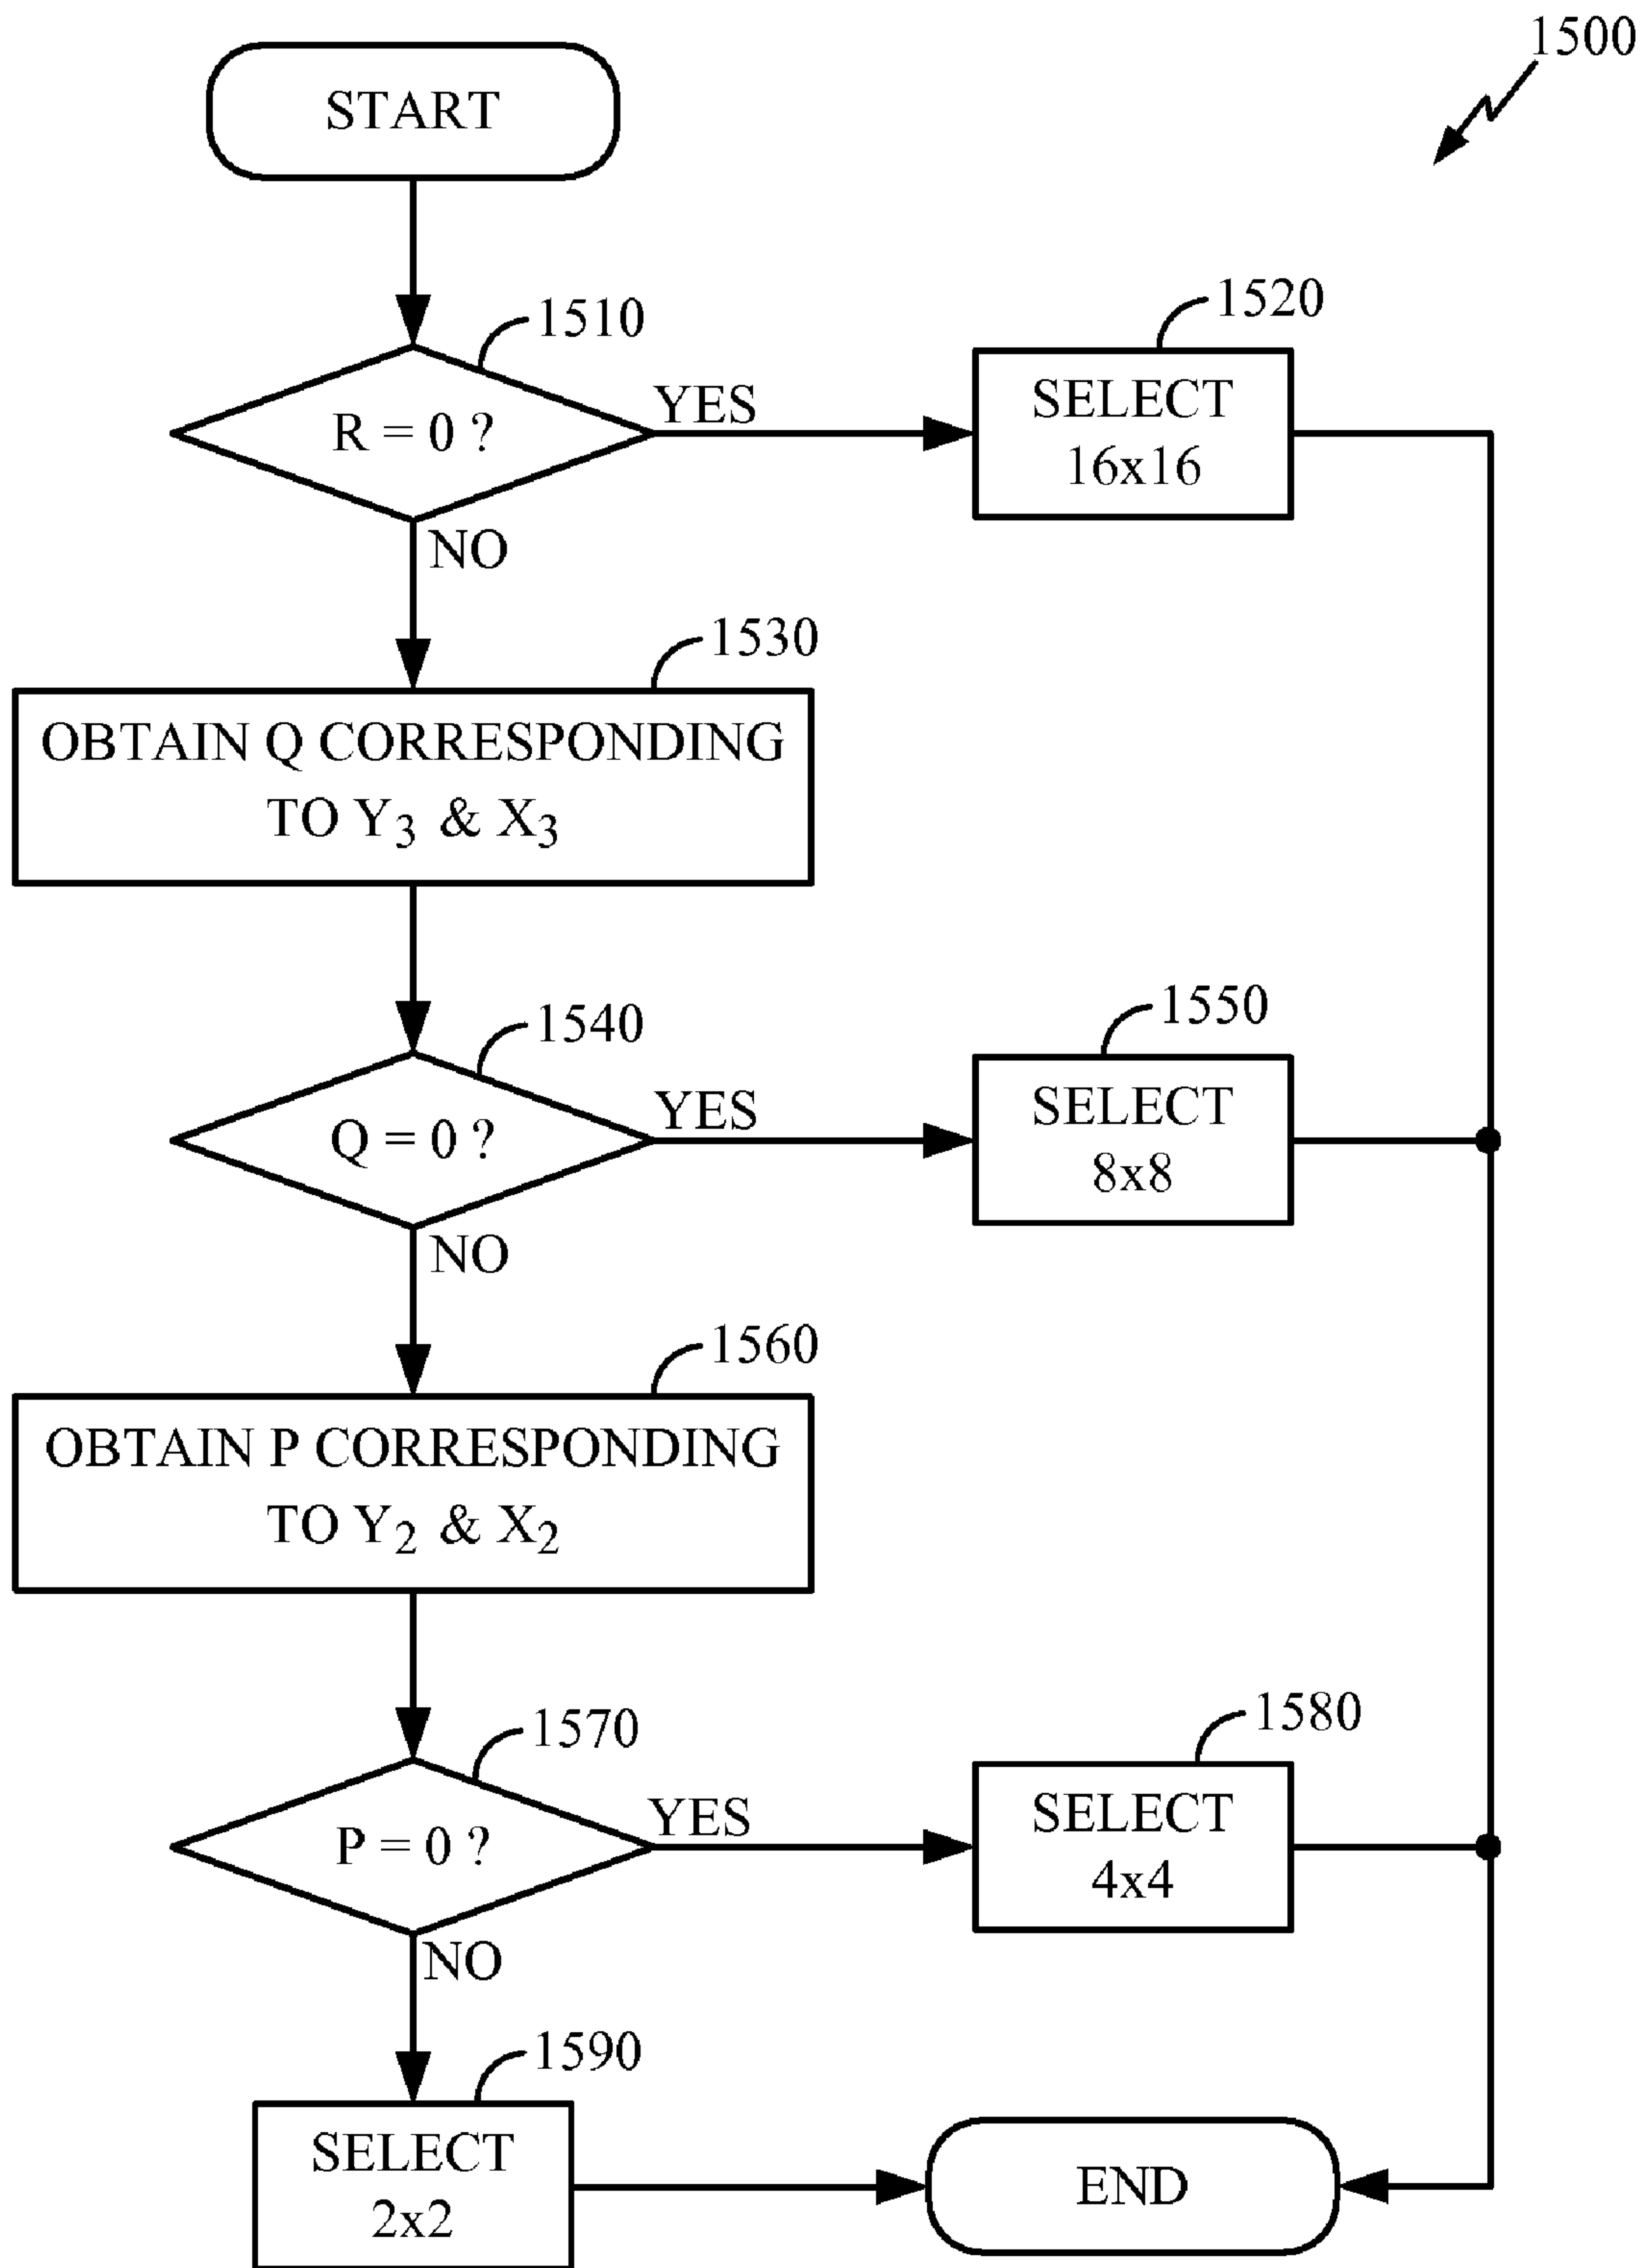 1500
START
1510
R = 0 ?
YES
1520
SELECT
16x16
NO
1530
OBTAIN Q CORRESPONDING
TO Y3 & X3
1540
Q = 0 ?
YES
1550
SELECT
8x8
NO
1560
OBTAIN P CORRESPONDING
TO Y2 & X2
1570
P = 0 ?
YES
1580
SELECT
4x4
NO
1590
SELECT
2x2
END